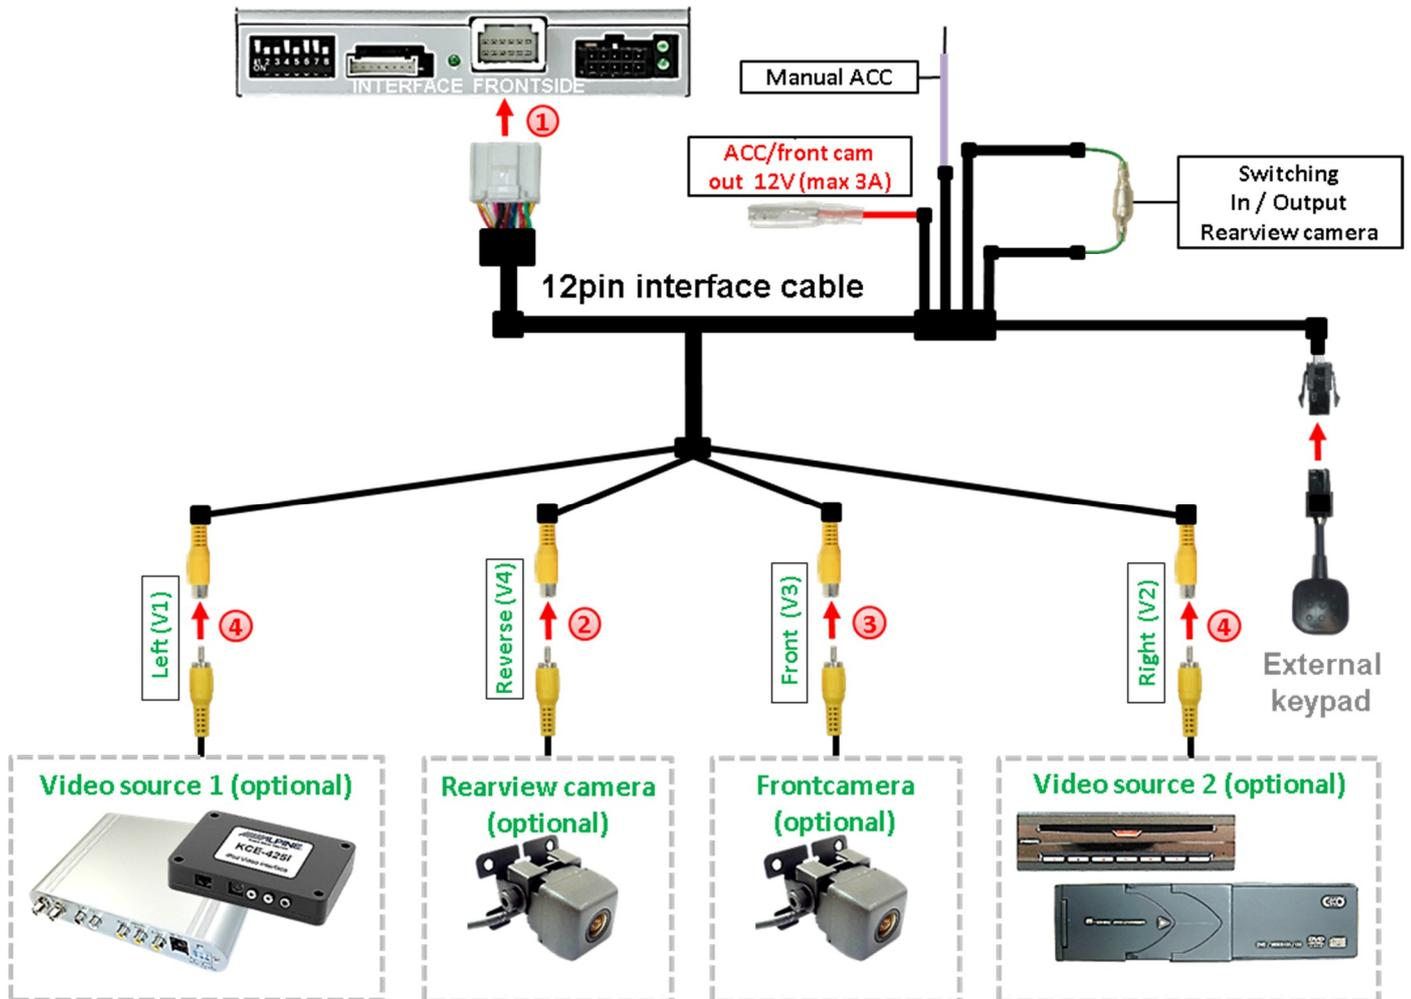 1 2 3 4 5 6 7 8
ON
INTERFACE FRONTSIDE
1
Manual ACC
ACC/front cam
out 12V (max 3A)
Switching
In / Output
Rearview camera
12pin interface cable
Left (V1)
4
Reverse (V4)
2
Front (V3)
3
Right (V2)
4
External
keypad
Video source 1 (optional)
ALPINE
KCE-425i
iPod Video Interface
Rearview camera
(optional)
Frontcamera
(optional)
Video source 2 (optional)